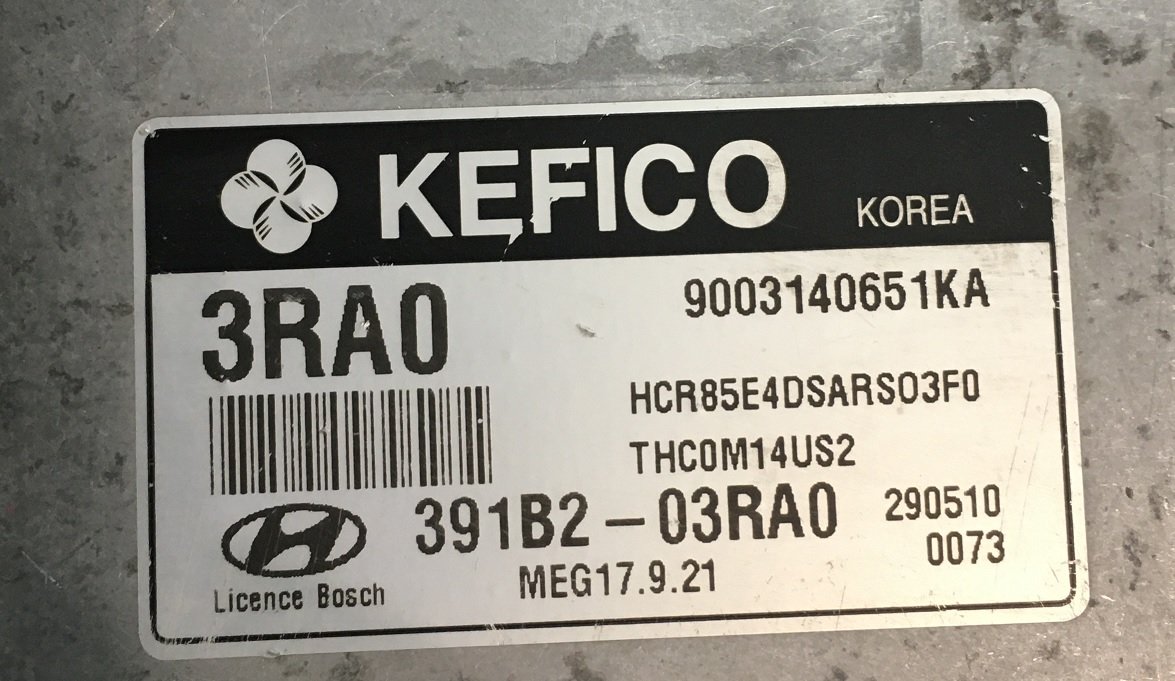 KEFICO KOREA
3RA0 9003140651KA
HCR85E4DSARS03F0
THC0M14US2
391B2-03RA0 290510
0073
MEG17.9.21
Licence Bosch